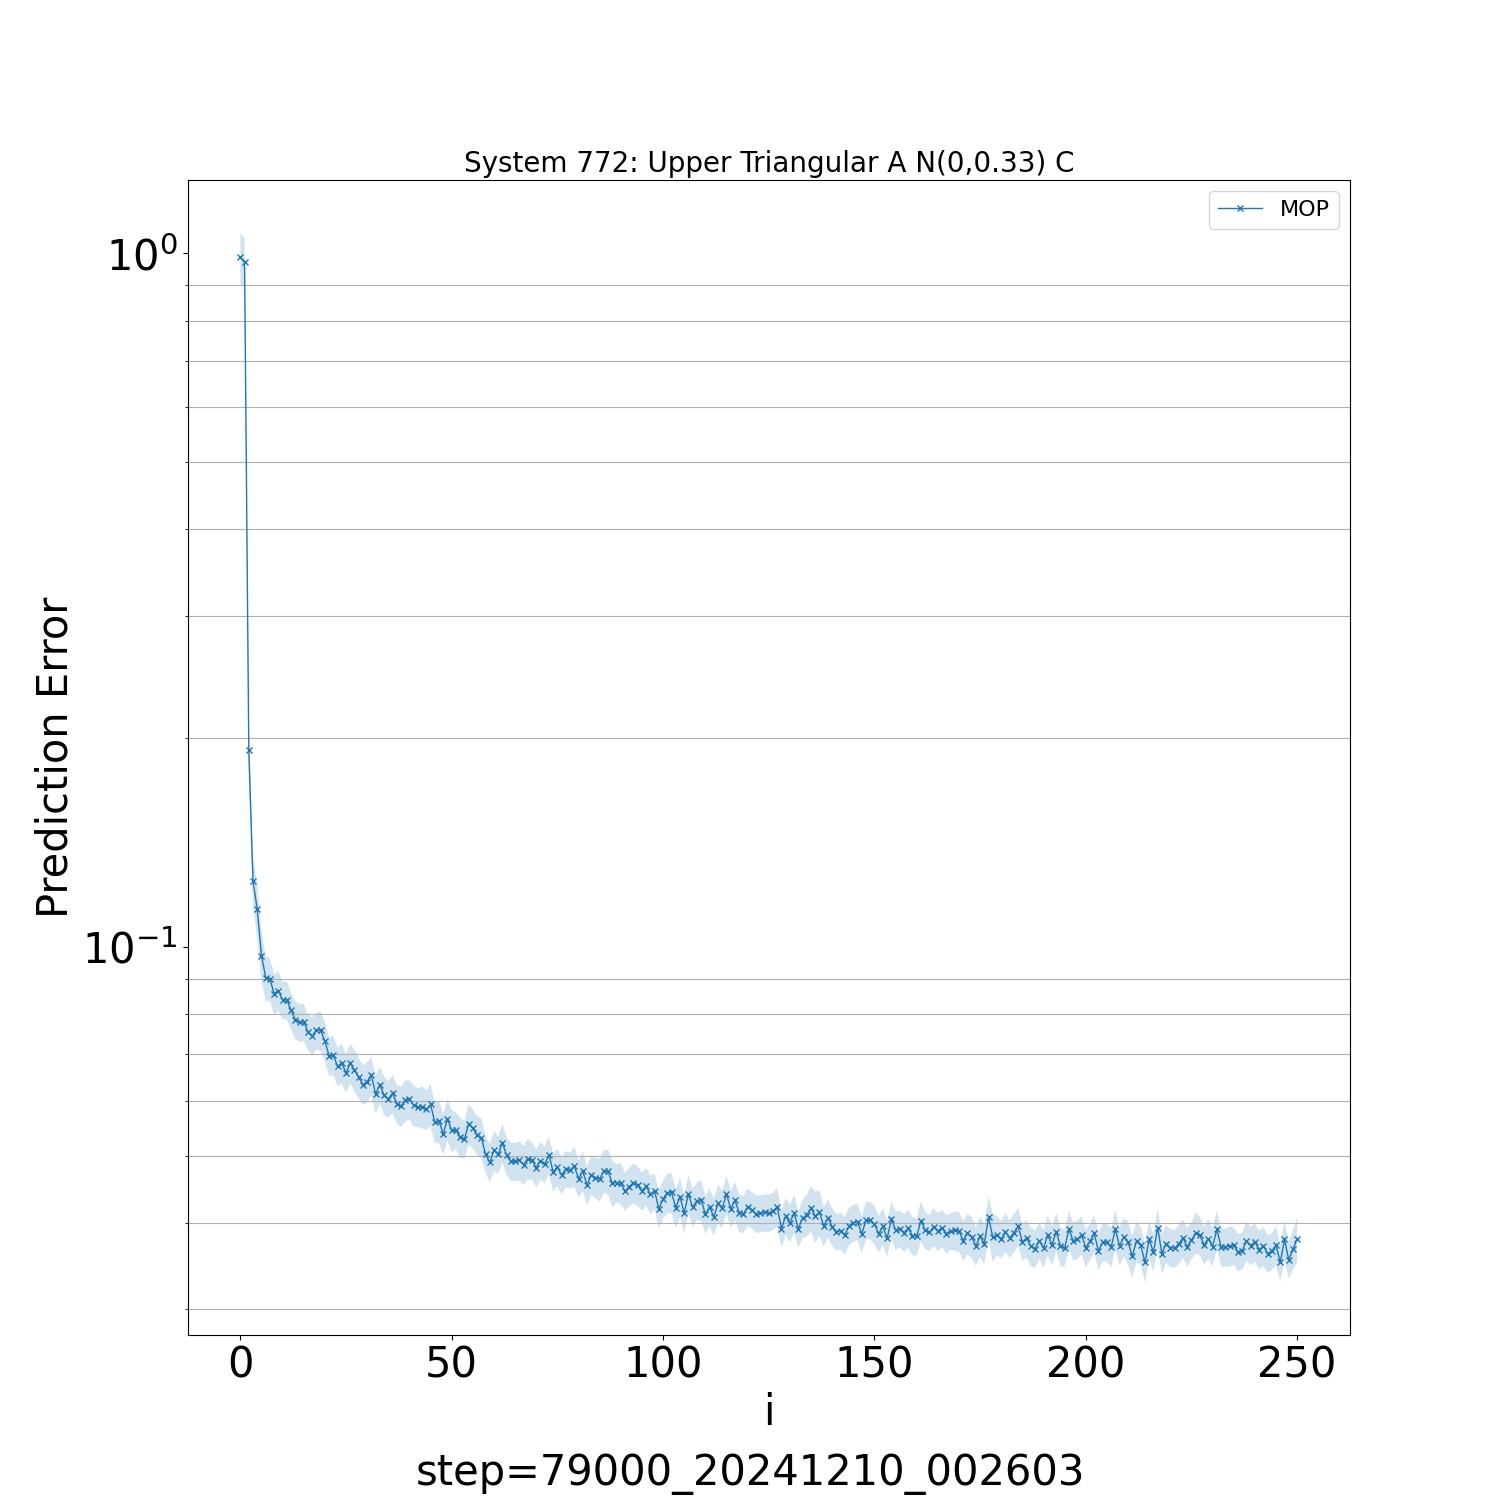 System 772: Upper Triangular A N(0,0.33) C
MOP
Prediction Error
10⁰
10⁻¹
0 50 100 150 200 250
i
step=79000_20241210_002603